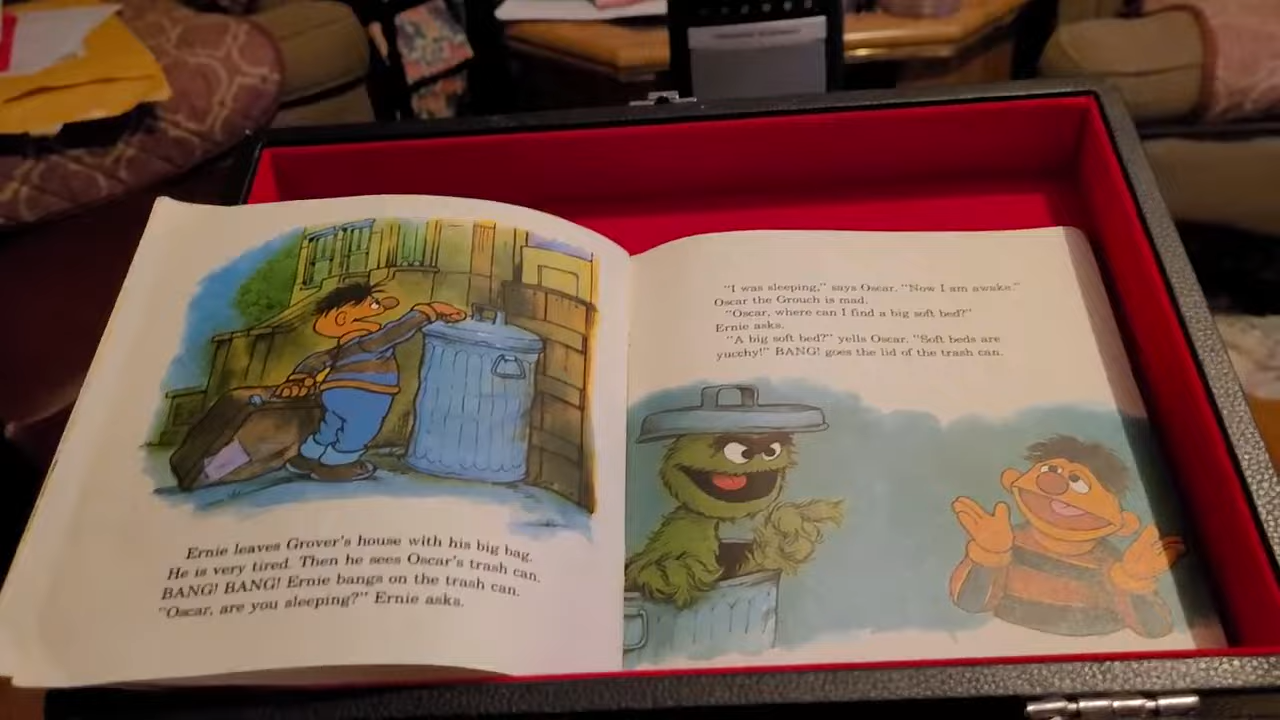 Ernie leaves Grover's house with his big bag.
He is very tired. Then he sees Oscar's trash can.
BANG! BANG! Ernie bangs on the trash can.
"Oscar, are you sleeping?" Ernie asks.
"I was sleeping," says Oscar. "Now I am awake."
Oscar the Grouch is mad.
"Oscar, where can I find a big soft bed?"
Ernie asks.
"A big soft bed?" yells Oscar. "Soft beds are
yucchy!" BANG! goes the lid of the trash can.